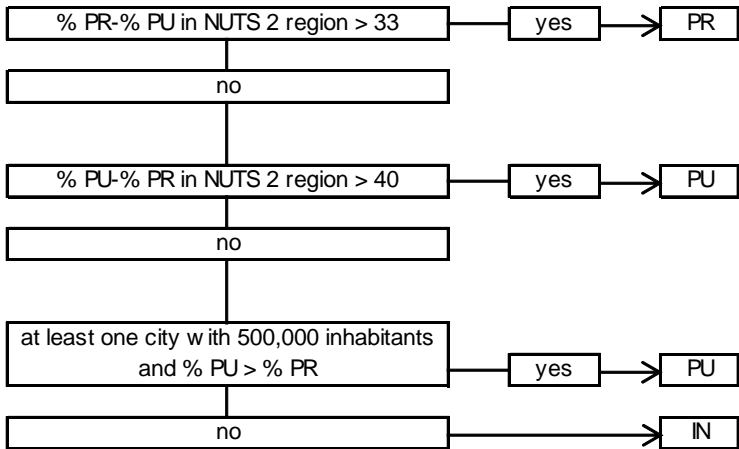 % PR-% PU in NUTS 2 region > 33
yes
PR
no
% PU-% PR in NUTS 2 region > 40
yes
PU
no
at least one city with 500,000 inhabitants
and % PU > % PR
yes
PU
no
IN